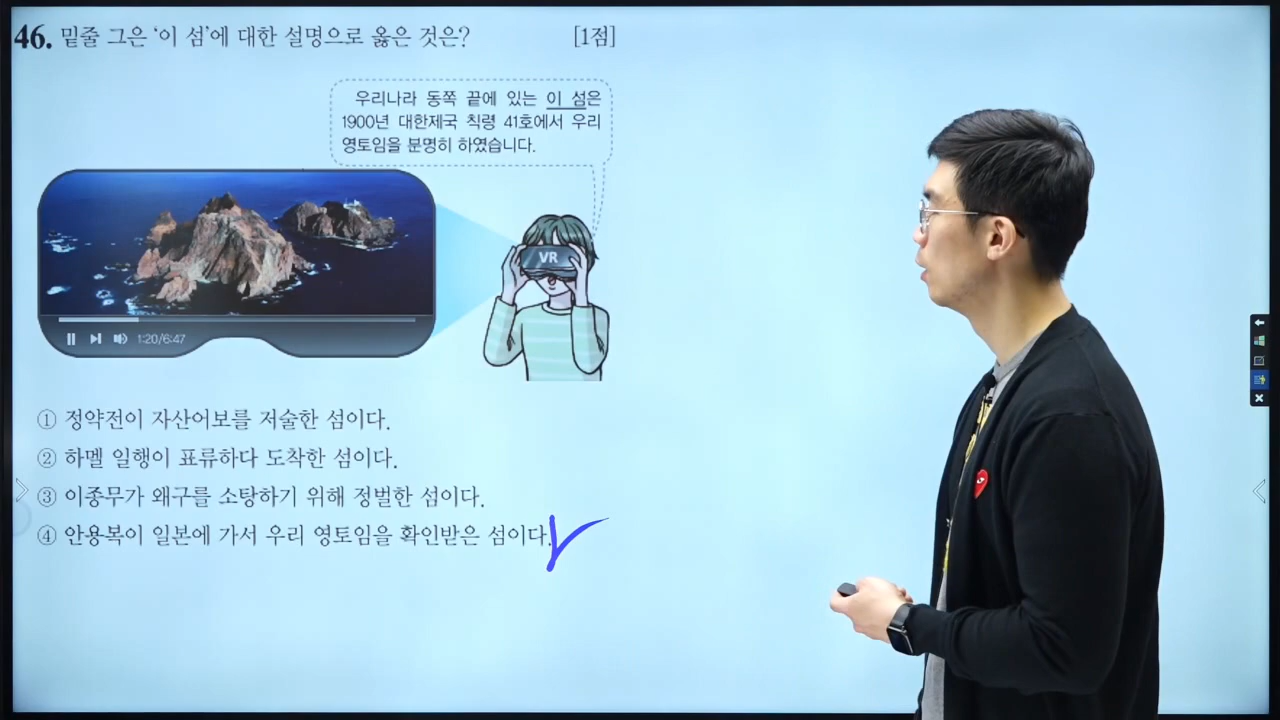 46. 밑줄 그은 '이 섬'에 대한 설명으로 옳은 것은? [1점]
우리나라 동쪽 끝에 있는 이 섬은
1900년 대한제국 칙령 41호에서 우리
영토임을 분명히 하였습니다.
VR
1:20/6:47
① 정약전이 자산어보를 저술한 섬이다.
② 하멜 일행이 표류하다 도착한 섬이다.
③ 이종무가 왜구를 소탕하기 위해 정벌한 섬이다.
④ 안용복이 일본에 가서 우리 영토임을 확인받은 섬이다.